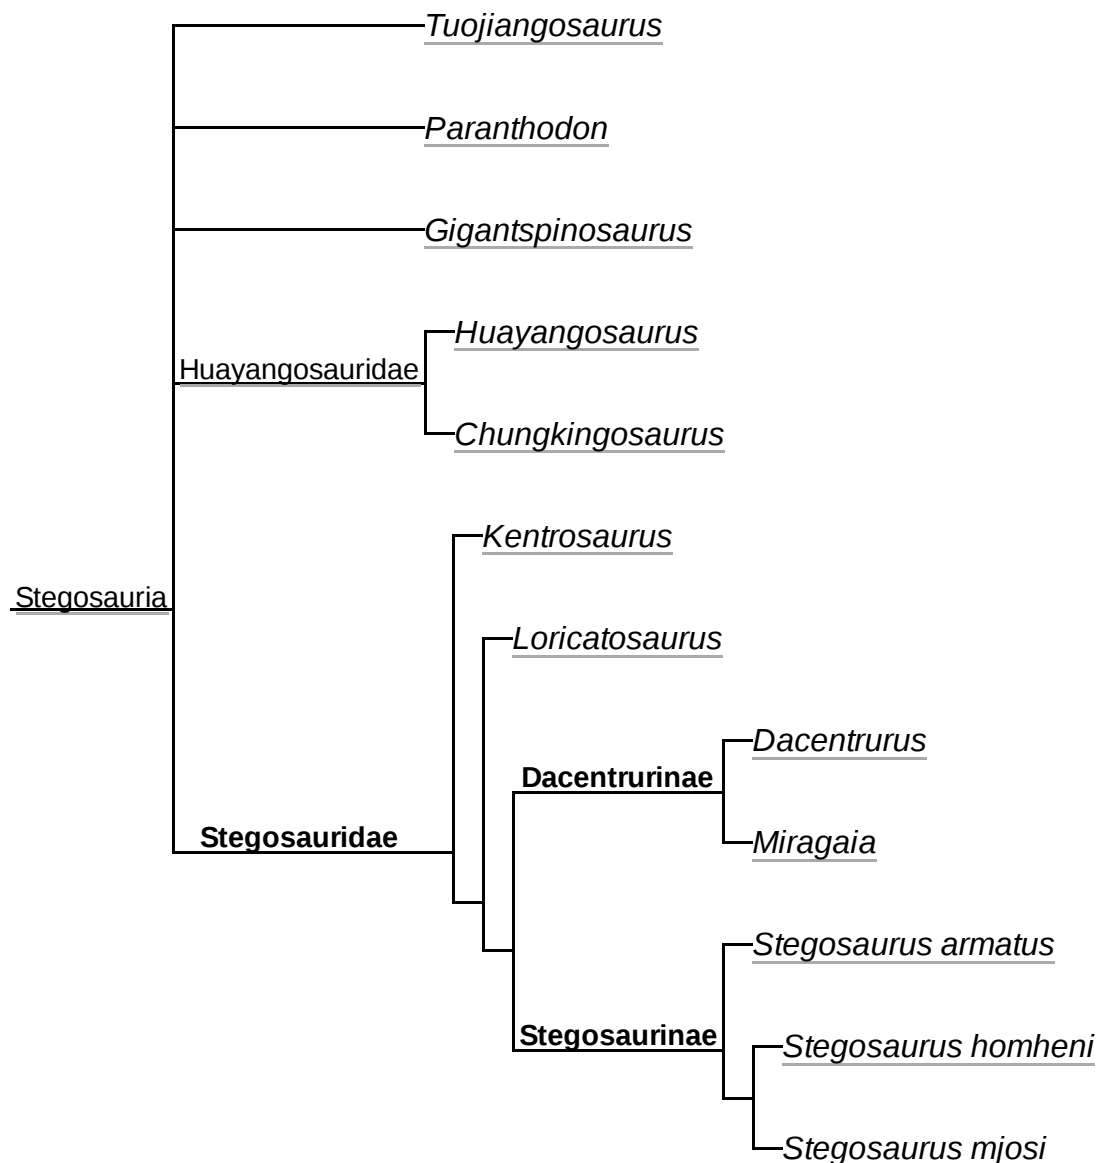 Tuojiangosaurus
Paranthodon
Gigantspinosaurus
Huayangosaurus
Huayangosauridae
Chungkingosaurus
Kentrosaurus
Stegosauria
Loricatosaurus
Dacentrurus
Dacentrurinae
Stegosauridae
Miragaia
Stegosaurus armatus
Stegosaurinae
Stegosaurus homheni
Stegosaurus mjosi